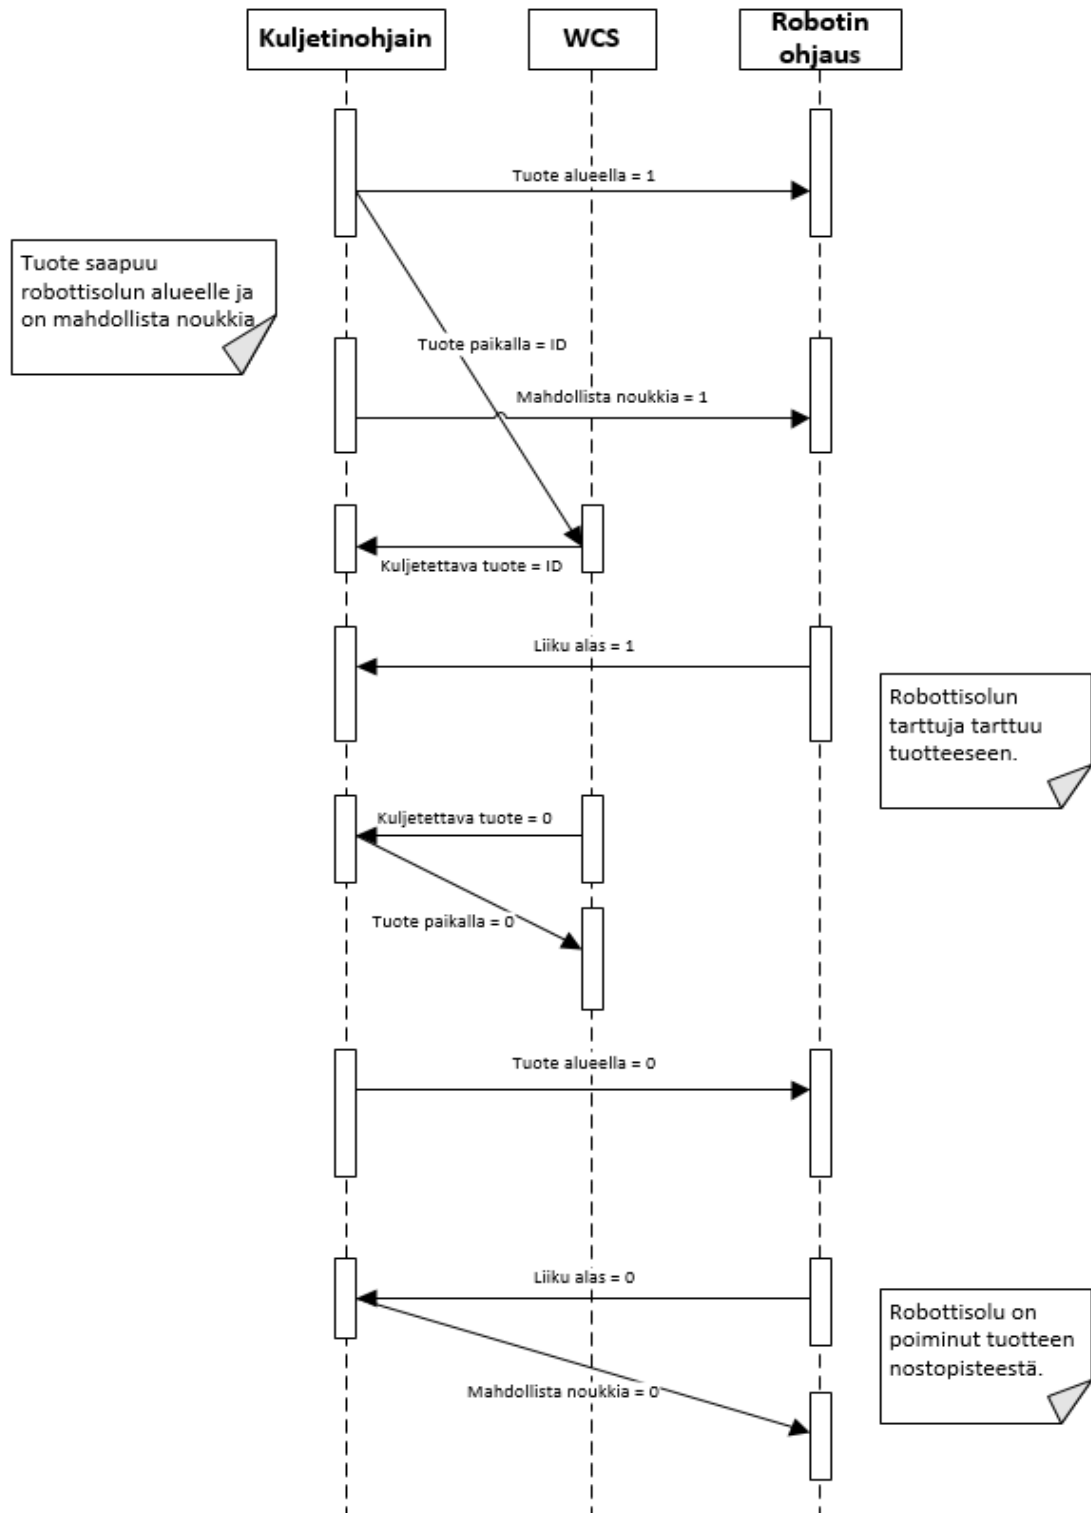 Kuljetinohjain
WCS
Robotin
ohjaus
Tuote alueella = 1
Tuote saapuu
robottisolun alueelle ja
on mahdollista noukkia
Tuote paikalla = ID
Mahdollista noukkia = 1
Kuljetettava tuote = ID
Liiku alas = 1
Robottisolun
tarttuja tarttuu
tuotteeseen.
Kuljetettava tuote = 0
Tuote paikalla = 0
Tuote alueella = 0
Liiku alas = 0
Robottisolu on
poiminut tuotteen
nostopisteestä.
Mahdollista noukkia = 0